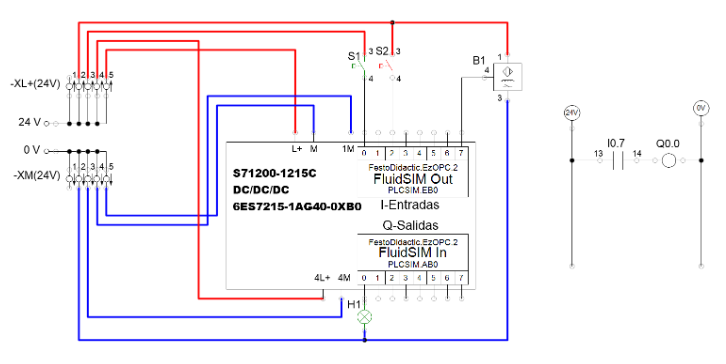 S1
3
S2
3
1
B1
4
3
4
4
1 2 3 4 5
-XL+(24V)
24 V
0 V
1 2 3 4 5
-XM(24V)
L+ M 1M 0 1 2 3 4 5 6 7
S71200-1215C
DC/DC/DC
6ES7215-1AG40-0XB0
FestoDidactic.EzOPC.2
FluidSIM Out
PLCSIM.EB0
I-Entradas
Q-Salidas
FestoDidactic.EzOPC.2
FluidSIM In
PLCSIM.AB0
4L+ 4M 0 1 2 3 4 5 6 7
H1
24V
0V
I0.7 Q0.0
13 14